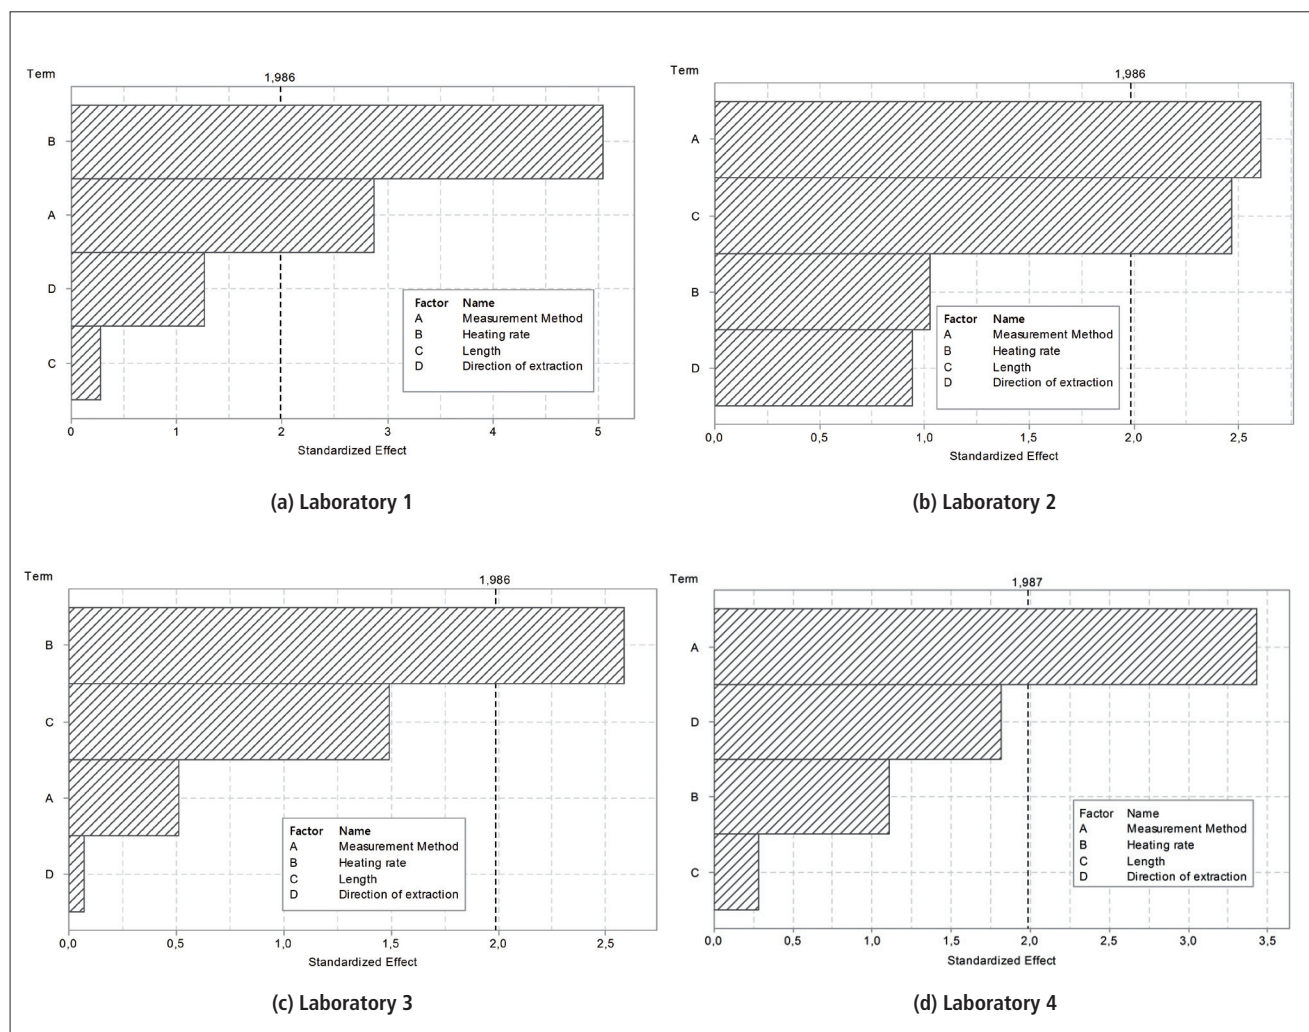 Term
1,986
B
A
D
C
Factor Name
A Measurement Method
B Heating rate
C Length
D Direction of extraction
0 1 2 3 4 5
Standardized Effect
(a) Laboratory 1
Term
1,986
A
C
B
D
Factor Name
A Measurement Method
B Heating rate
C Length
D Direction of extraction
0,0 0,5 1,0 1,5 2,0 2,5
Standardized Effect
(b) Laboratory 2
Term
1,986
B
C
A
D
Factor Name
A Measurement Method
B Heating rate
C Length
D Direction of extraction
0,0 0,5 1,0 1,5 2,0 2,5
Standardized Effect
(c) Laboratory 3
Term
1,987
A
D
B
C
Factor Name
A Measurement Method
B Heating rate
C Length
D Direction of extraction
0,0 0,5 1,0 1,5 2,0 2,5 3,0 3,5
Standardized Effect
(d) Laboratory 4